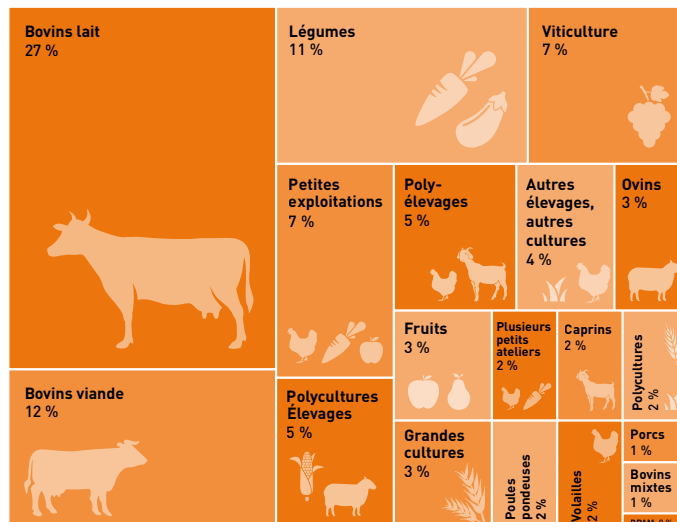 Bovins lait
27 %
Légumes
11 %
Viticulture
7 %
Petites
exploitations
7 %
Poly-
élevages
5 %
Autres
élevages,
autres
cultures
4 %
Ovins
3 %
Fruits
3 %
Plusieurs
petits
ateliers
2 %
Caprins
2 %
Polycultures
2 %
Bovins viande
12 %
Polycultures
Élevages
5 %
Grandes
cultures
3 %
Poules
pondeuses
2 %
Volailles
2 %
Porcs
1 %
Bovins
mixtes
1 %